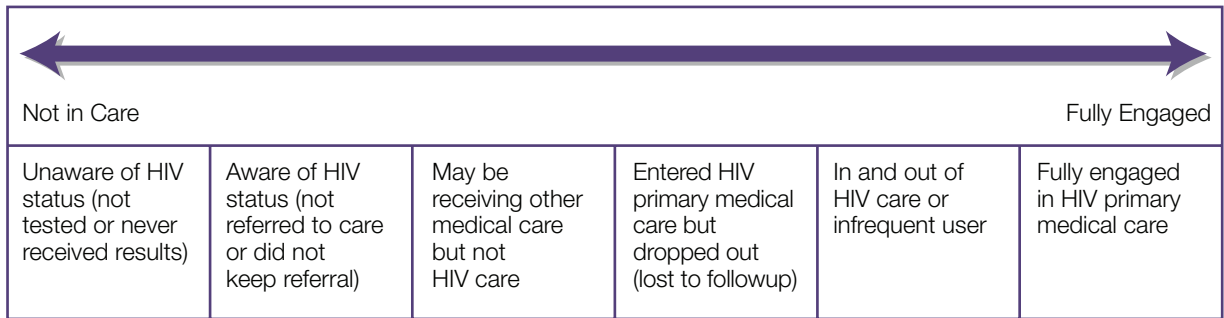 Not in Care
Fully Engaged
Unaware of HIV
status (not
tested or never
received results)
Aware of HIV
status (not
referred to care
or did not
keep referral)
May be
receiving other
medical care
but not
HIV care
Entered HIV
primary medical
care but
dropped out
(lost to followup)
In and out of
HIV care or
infrequent user
Fully engaged
in HIV primary
medical care